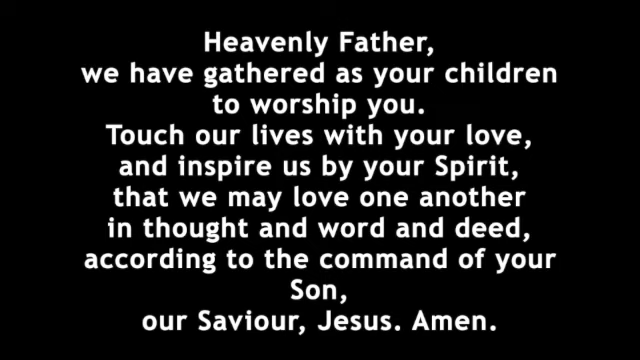 Heavenly Father,
we have gathered as your children
to worship you.
Touch our lives with your love,
and inspire us by your Spirit,
that we may love one another
in thought and word and deed,
according to the command of your
Son,
our Saviour, Jesus. Amen.